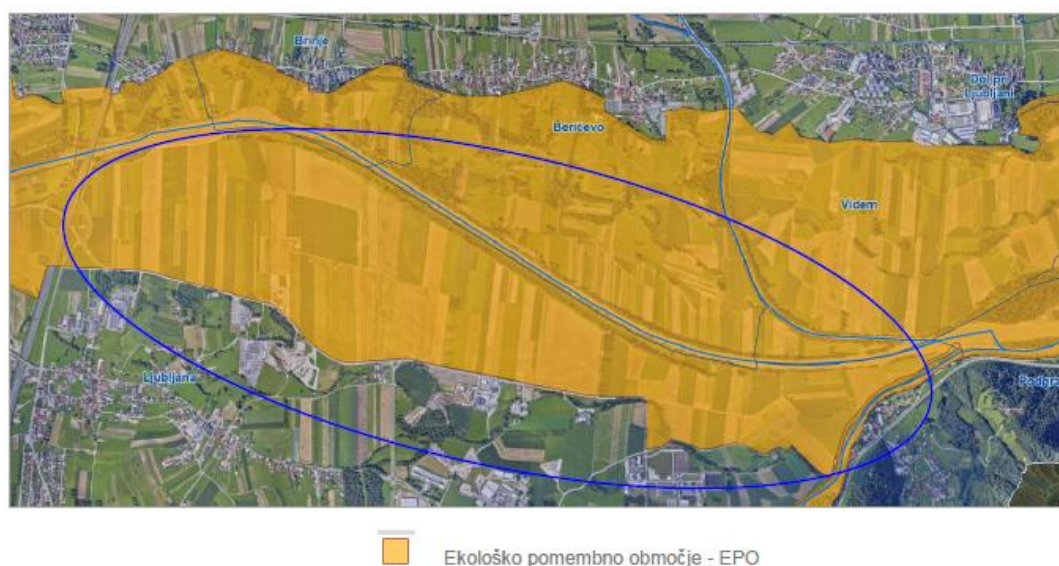 Brinje
Dol pri
Ljubljani
Beričevo
Videm
Ljubljana
Podgra
Ekološko pomembno območje - EPO